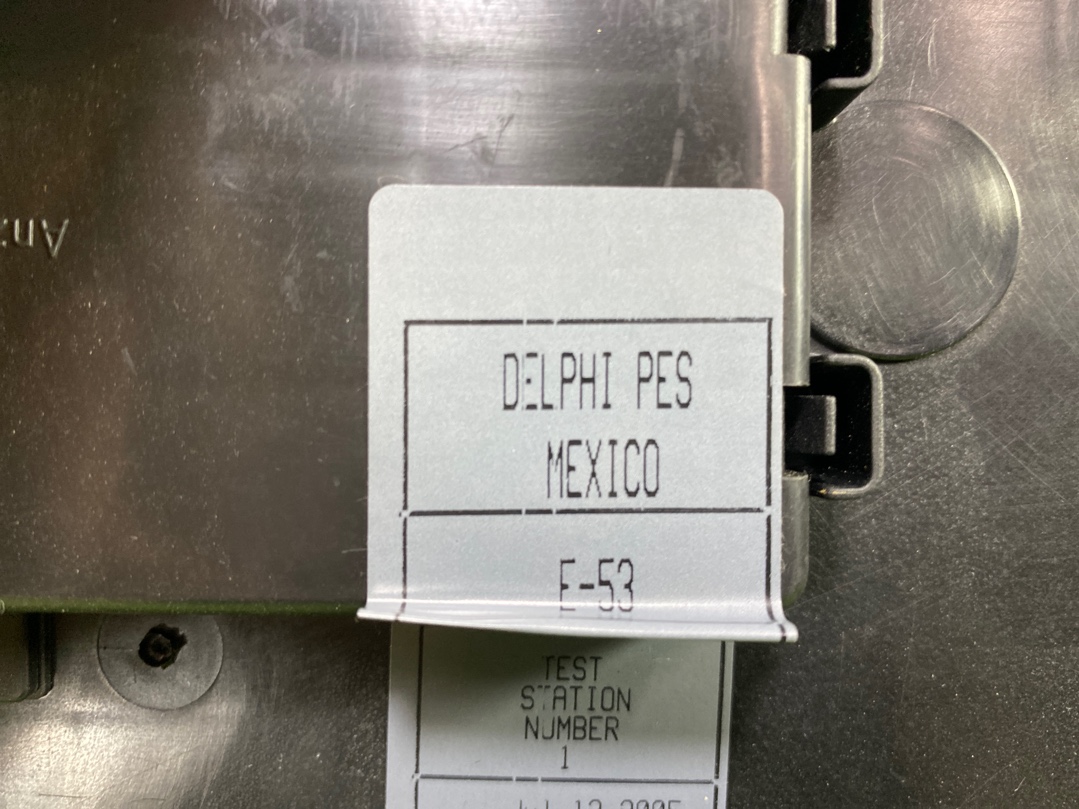 DELPHI PES
MEXICO
E-53
TEST
STATION
NUMBER
1